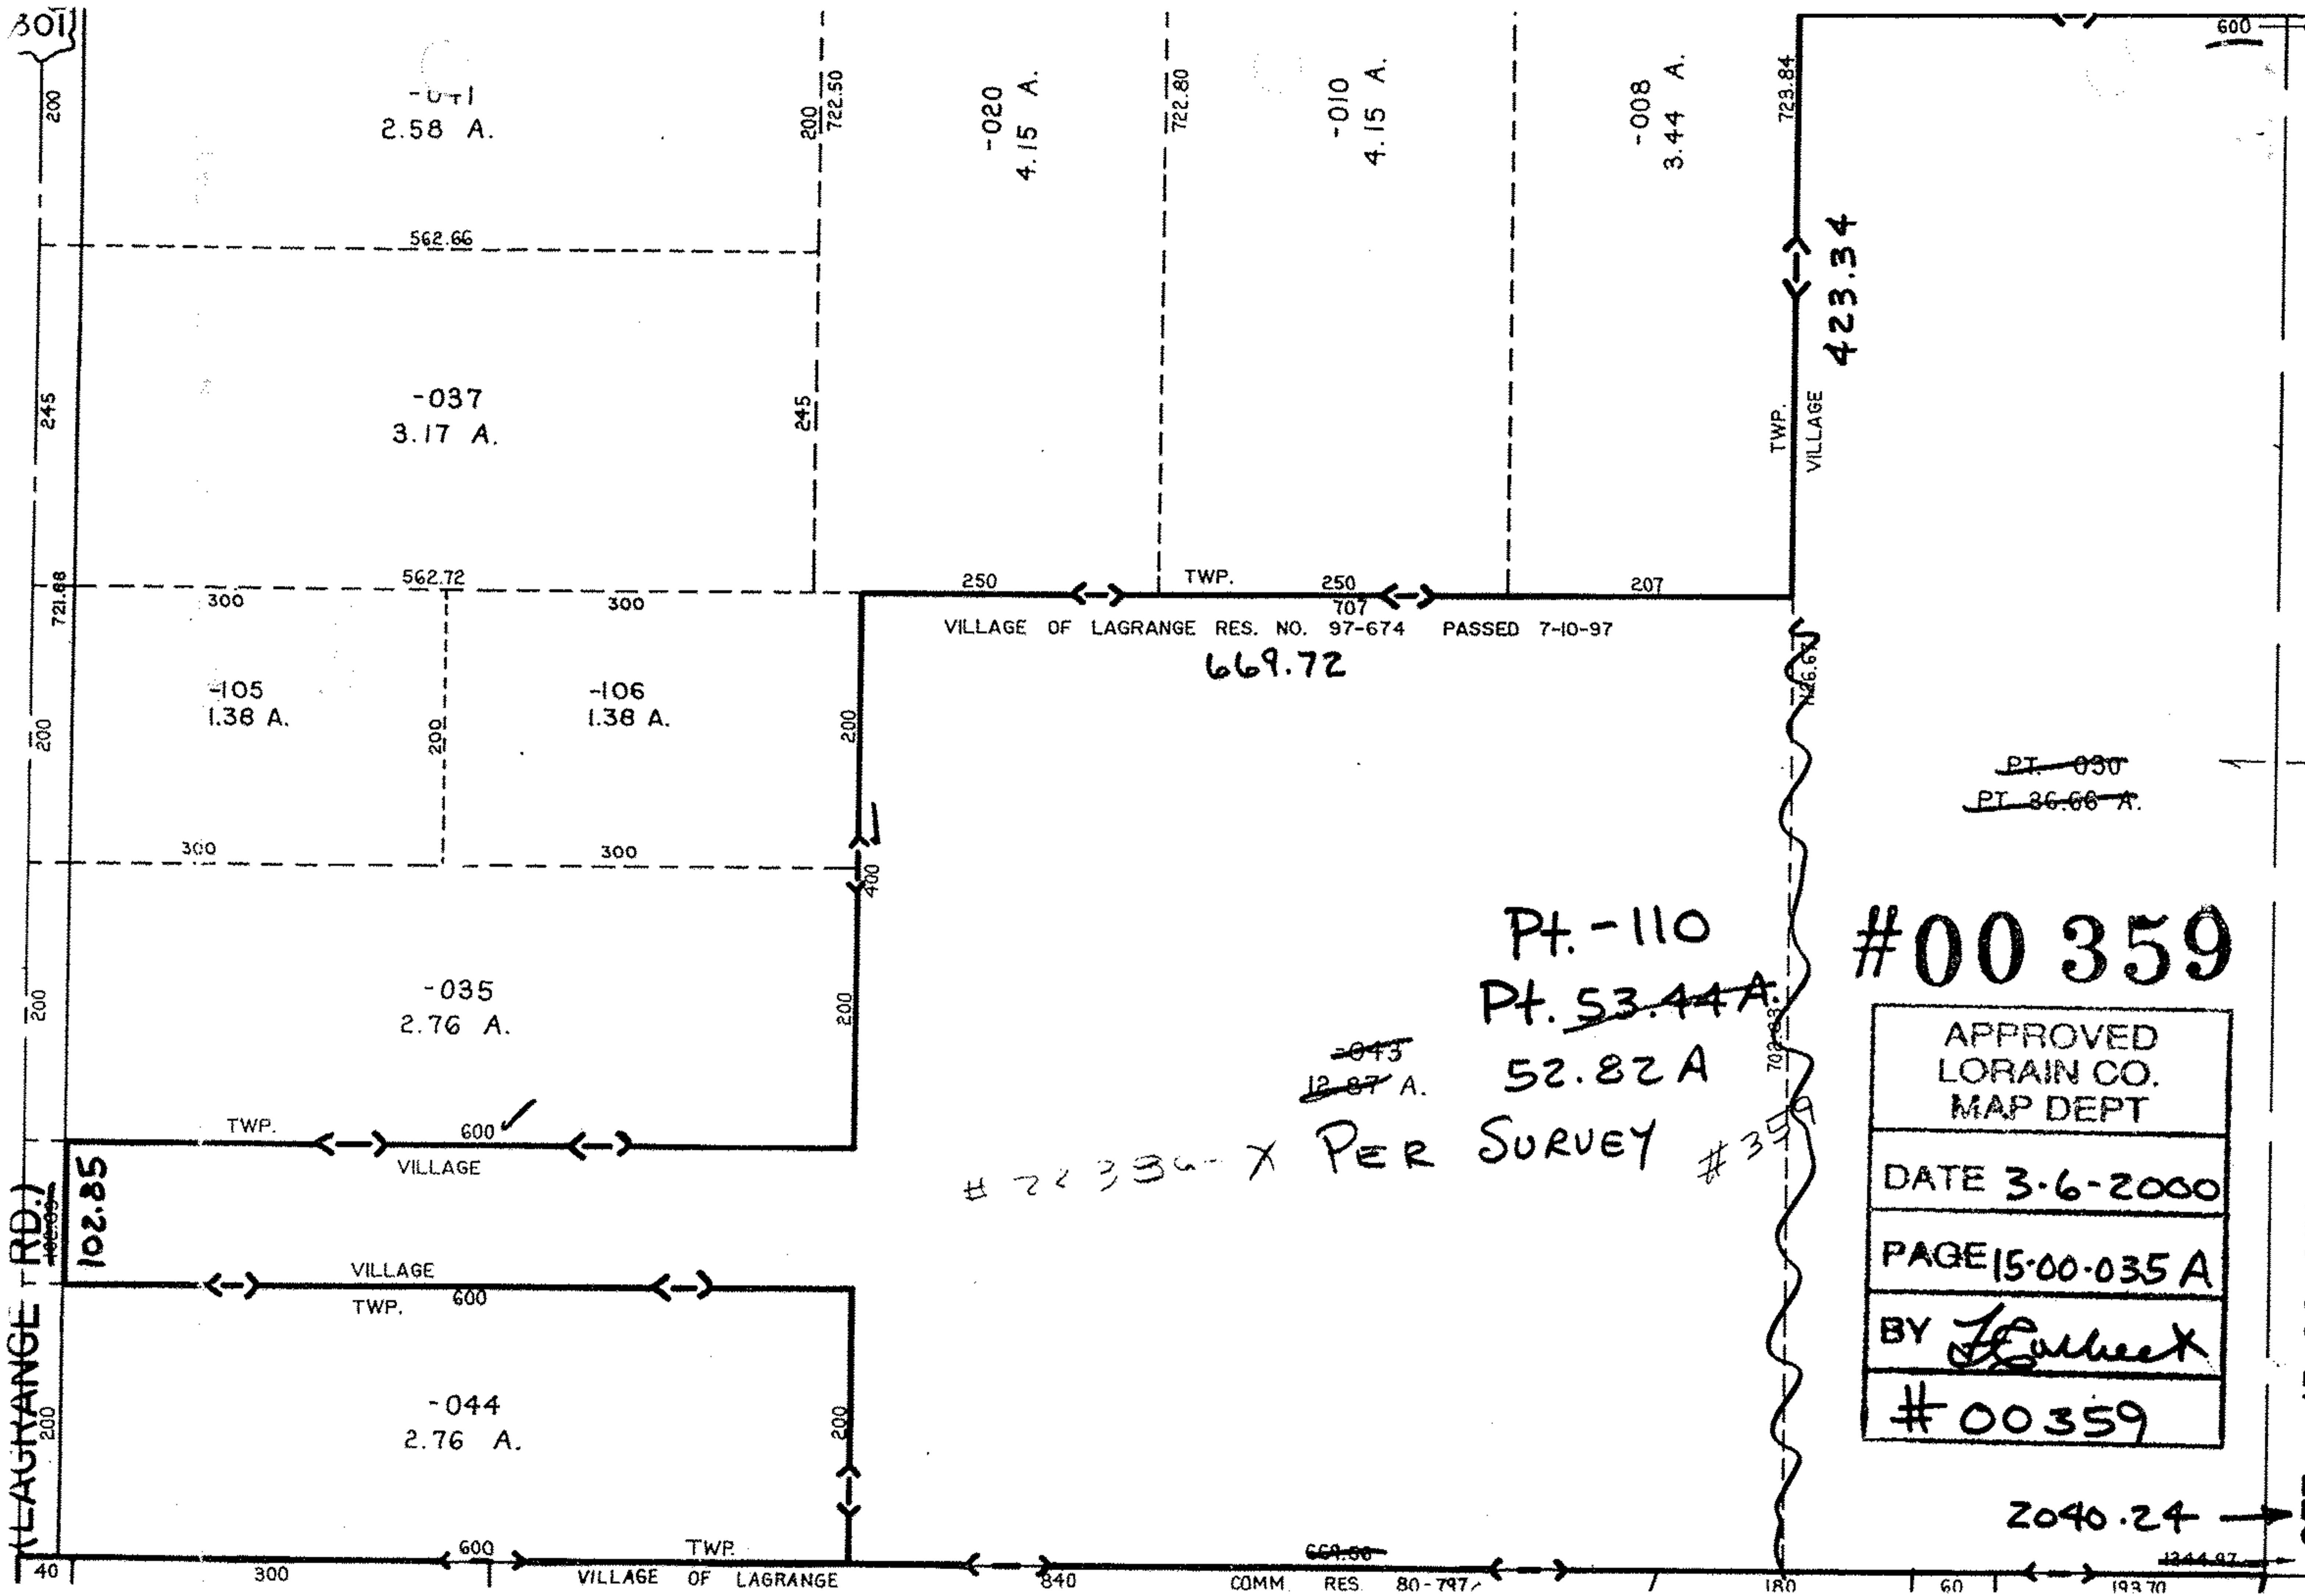 301
600
200
-041
2.58 A.
200
722.50
-020
4.15 A.
722.80
-010
4.15 A.
-008
3.44 A.
723.84
423.34
562.66
245
-037
3.17 A.
245
TWP.
VILLAGE
721.88
562.72
300
300
250
TWP.
250
207
707
VILLAGE OF LAGRANGE RES. NO. 97-674 PASSED 7-10-97
669.72
200
-105
1.38 A.
200
-106
1.38 A.
200
PT. 030
PT 36.66 A.
300
300
400
Pt. -110
Pt. 53.44 A.
52.82 A
PER SURVEY
#359
#00 359
200
-035
2.76 A.
200
-043
12.87 A.
APPROVED
LORAIN CO.
MAP DEPT
DATE 3-6-2000
PAGE 15-00-035 A
BY
# 00359
TWP.
600
VILLAGE
102.85
(LAGRANGE RD.)
VILLAGE
TWP.
600
200
-044
2.76 A.
200
2040.24
1244.97
600
TWP.
40
300
VILLAGE OF LAGRANGE
840
COMM. RES. 80-797
180
60
193.70